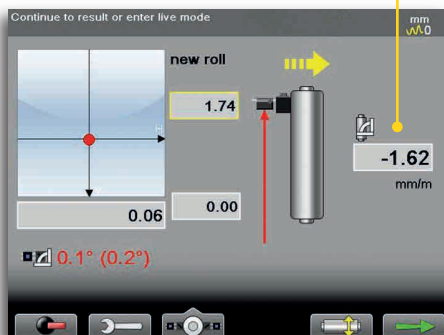 Continue to result or enter live mode
mm
0
new roll
1.74
-1.62
mm/m
0.06
0.00
0.1° (0.2°)